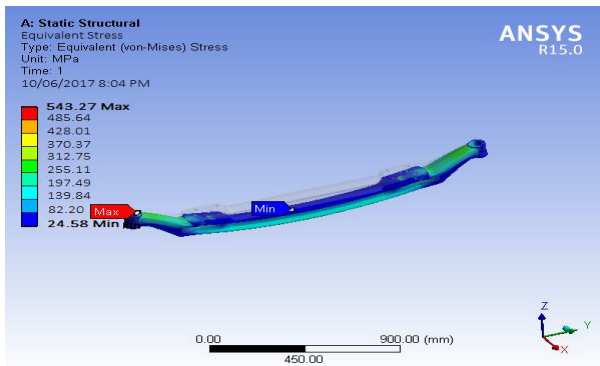 A: Static Structural
Equivalent Stress
Type: Equivalent (von-Mises) Stress
Unit: MPa
Time: 1
10/06/2017 8:04 PM
ANSYS
R15.0
543.27 Max
485.64
428.01
370.37
312.75
255.11
197.49
139.84
82.20
24.58 Min
Max
Min
0.00
900.00 (mm)
450.00
Z
Y
X